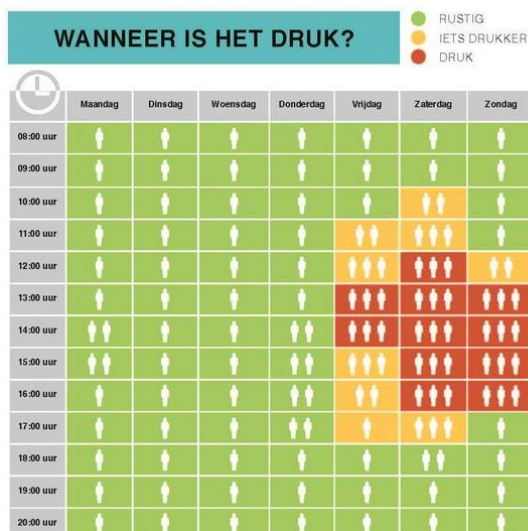 WANNEER IS HET DRUK?
RUSTIG
IETS DRUKKER
DRUK
Maandag Dinsdag Woensdag Donderdag Vrijdag Zaterdag Zondag
08:00 uur
09:00 uur
10:00 uur
11:00 uur
12:00 uur
13:00 uur
14:00 uur
15:00 uur
16:00 uur
17:00 uur
18:00 uur
19:00 uur
20:00 uur